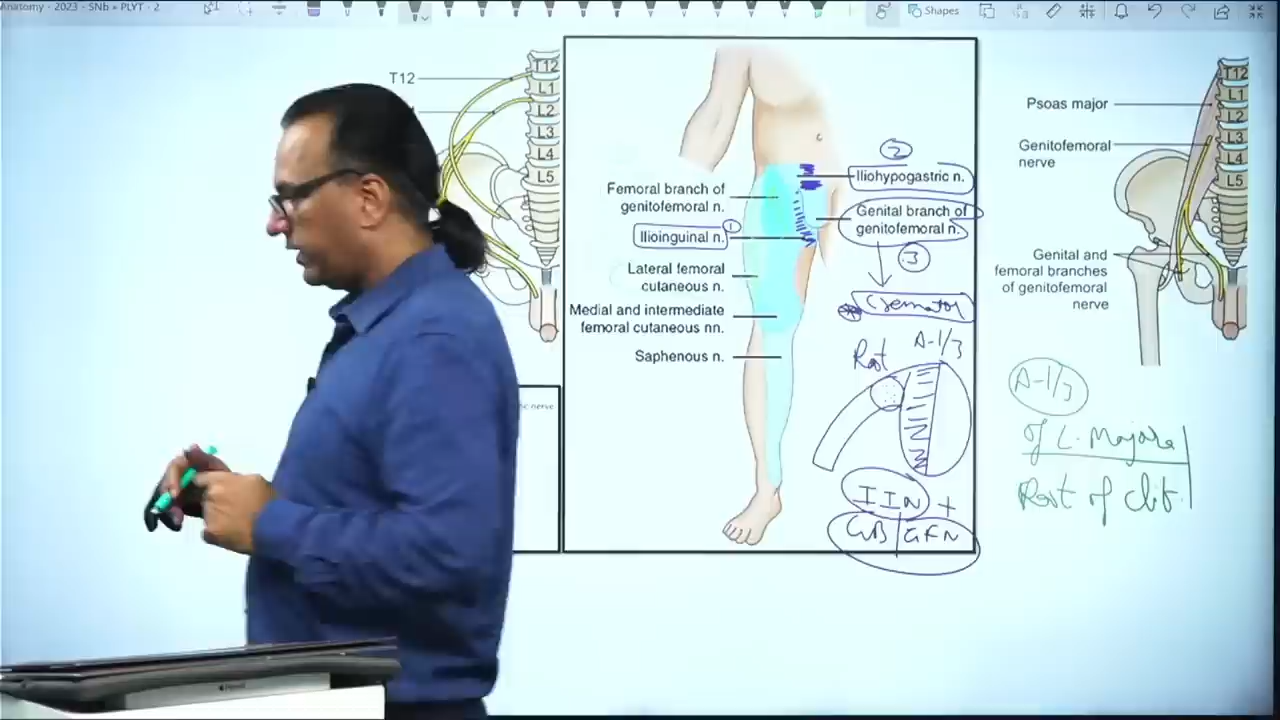 Anatomy - 2023 - SNb » PLYT - 2
Shapes
T12
T12
L1
L2
L3
L4
L5
Femoral branch of
genitofemoral n.
Ilioinguinal n.
1
Lateral femoral
cutaneous n.
Medial and intermediate
femoral cutaneous nn.
Saphenous n.
2
Iliohypogastric n.
Genital branch of
genitofemoral n.
3
Cremaster
Root
A-1/3
IIN +
GB/GFN
Psoas major
Genitofemoral
nerve
Genital and
femoral branches
of genitofemoral
nerve
T12
L1
L2
L3
L4
L5
A-1/3
of L. Majora
Root of Clit.
nerve